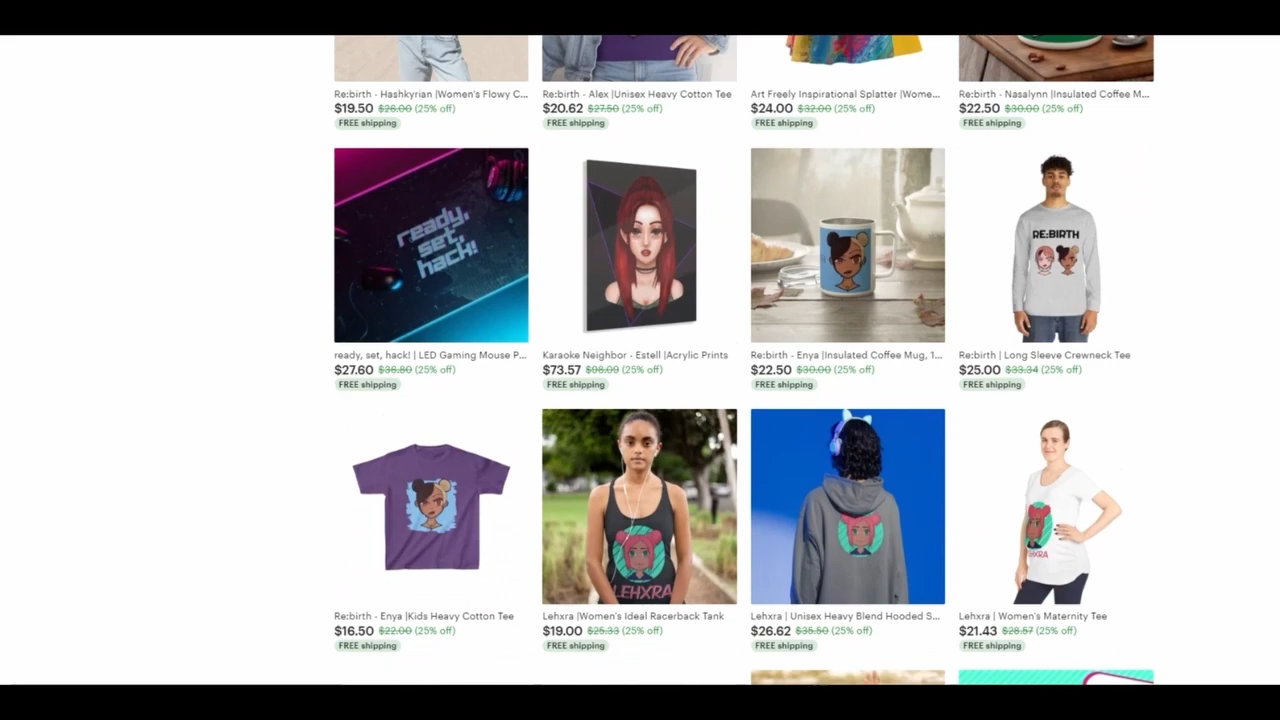 Re:birth - Hashkyrian |Women's Flowy C...
$19.50 $26.00 (25% off)
FREE shipping
Re:birth - Alex |Unisex Heavy Cotton Tee
$20.62 $27.50 (25% off)
FREE shipping
Art Freely Inspirational Splatter |Wome...
$24.00 $32.00 (25% off)
FREE shipping
Re:birth - Nasalynn |Insulated Coffee M...
$22.50 $30.00 (25% off)
FREE shipping
ready,
set,
hack!
RE:BIRTH
ready, set, hack! | LED Gaming Mouse P...
$27.60 $36.80 (25% off)
FREE shipping
Karaoke Neighbor - Estell |Acrylic Prints
$73.57 $98.09 (25% off)
FREE shipping
Re:birth - Enya |Insulated Coffee Mug, 1...
$22.50 $30.00 (25% off)
FREE shipping
Re:birth | Long Sleeve Crewneck Tee
$25.00 $33.34 (25% off)
FREE shipping
LEHXRA
Re:birth - Enya |Kids Heavy Cotton Tee
$16.50 $22.00 (25% off)
FREE shipping
Lehxra |Women's Ideal Racerback Tank
$19.00 $25.33 (25% off)
FREE shipping
Lehxra | Unisex Heavy Blend Hooded S...
$26.62 $35.50 (25% off)
FREE shipping
Lehxra | Women's Maternity Tee
$21.43 $28.57 (25% off)
FREE shipping